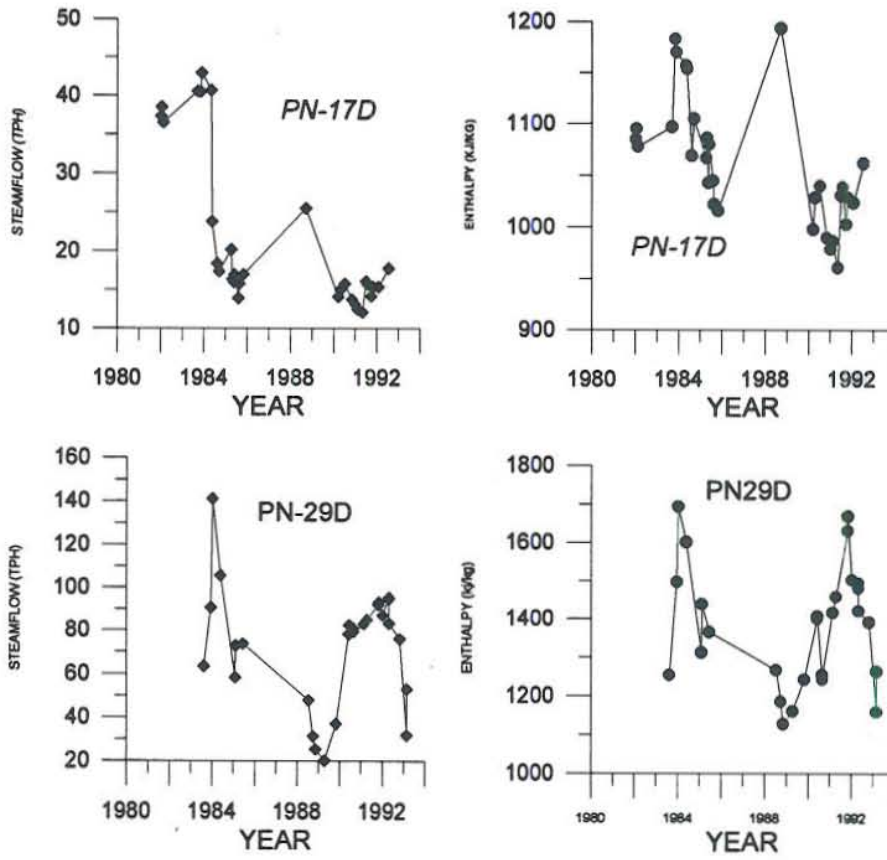 50
40
30
20
10
STEAMFLOW (TPH)
PN-17D
1980 1984 1988 1992
YEAR
1200
1100
1000
900
ENTHALPY (KJ/KG)
PN-17D
1980 1984 1988 1992
YEAR
160
140
120
100
80
60
40
20
STEAMFLOW (TPH)
PN-29D
1980 1984 1988 1992
YEAR
1800
1600
1400
1200
1000
ENTHALPY (kj/kg)
PN29D
1980 1984 1988 1992
YEAR